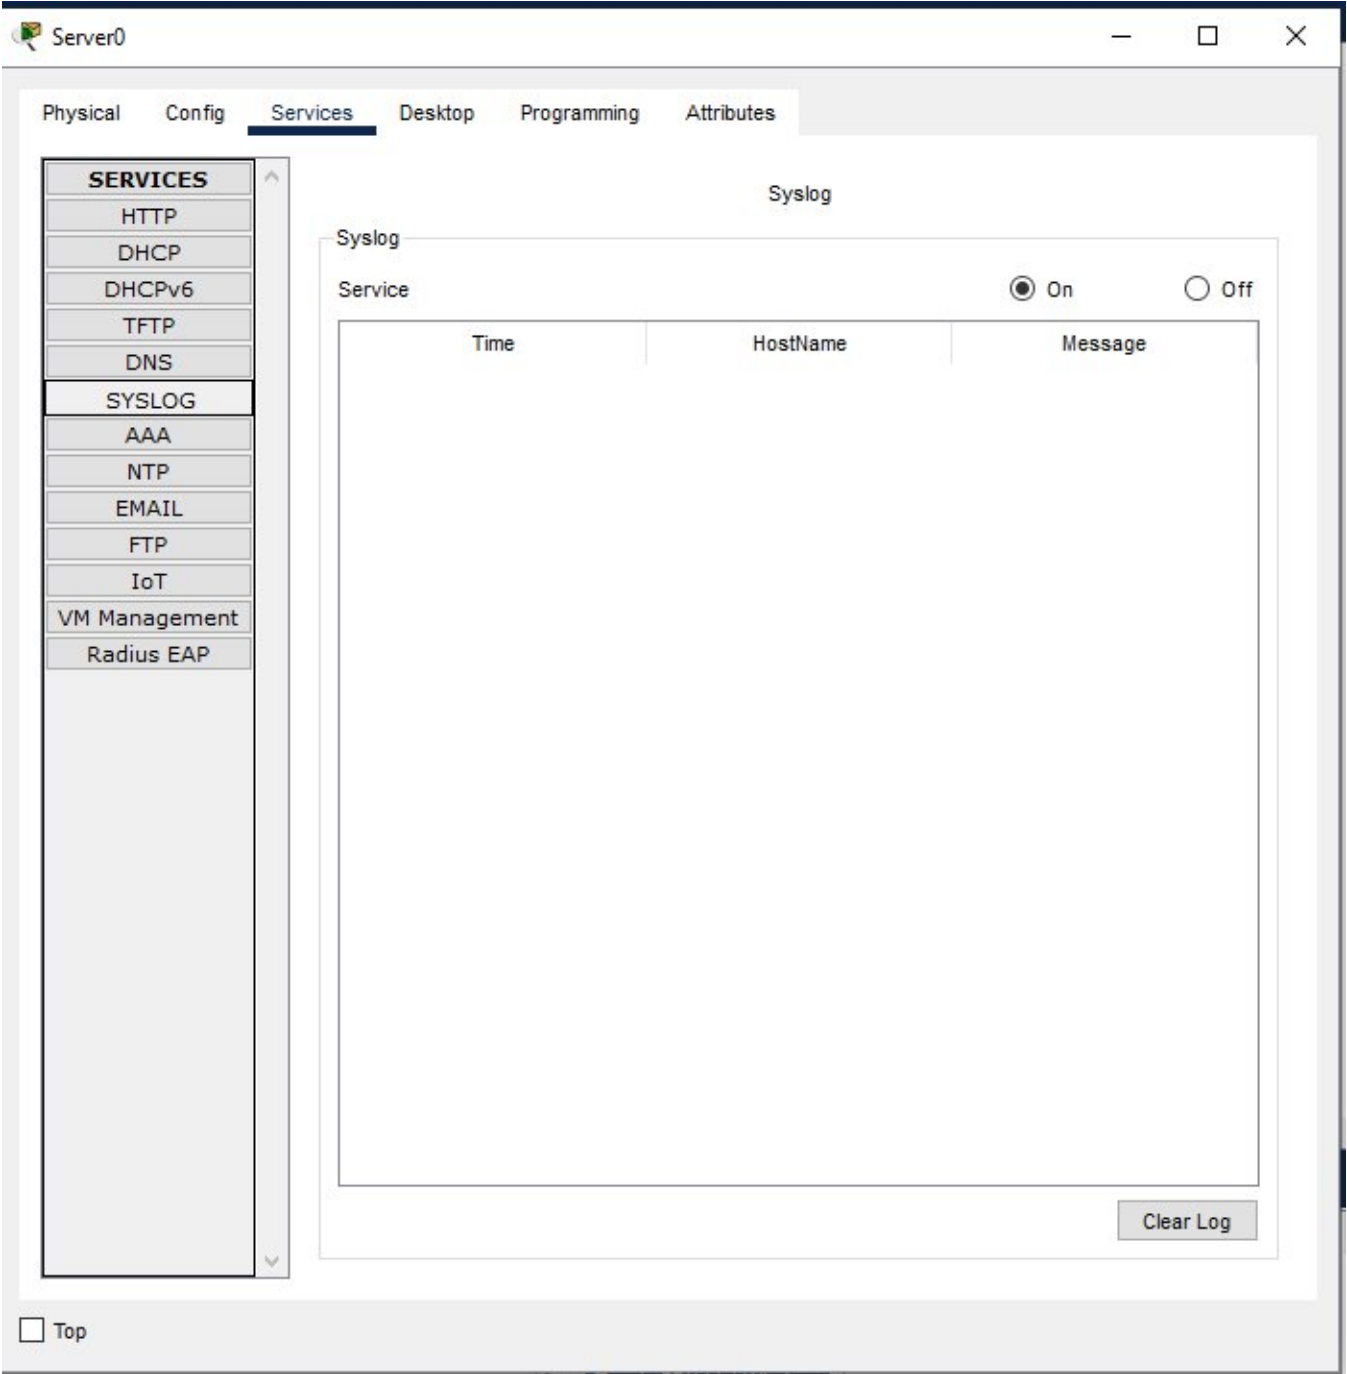 Server0
Physical Config Services Desktop Programming Attributes
SERVICES
HTTP
DHCP
DHCPv6
TFTP
DNS
SYSLOG
AAA
NTP
EMAIL
FTP
IoT
VM Management
Radius EAP
Syslog
Syslog
Service On Off
Time HostName Message
Clear Log
Top